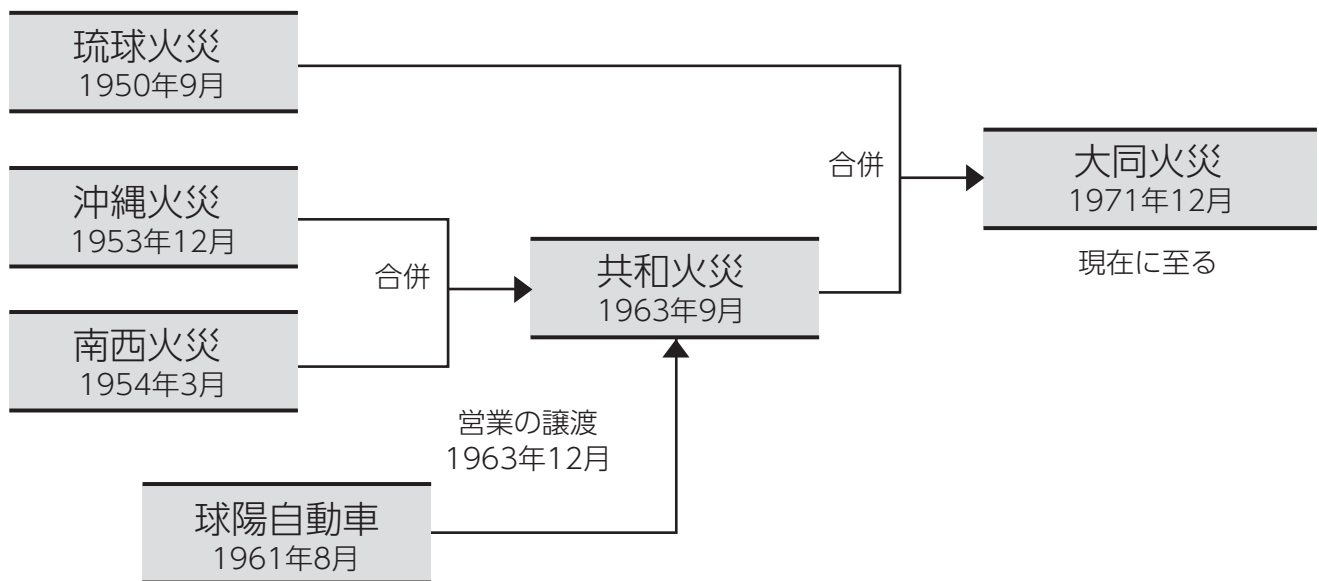 琉球火災
1950年9月
沖縄火災
1953年12月
南西火災
1954年3月
合併
共和火災
1963年9月
営業の譲渡
1963年12月
球陽自動車
1961年8月
合併
大同火災
1971年12月
現在に至る